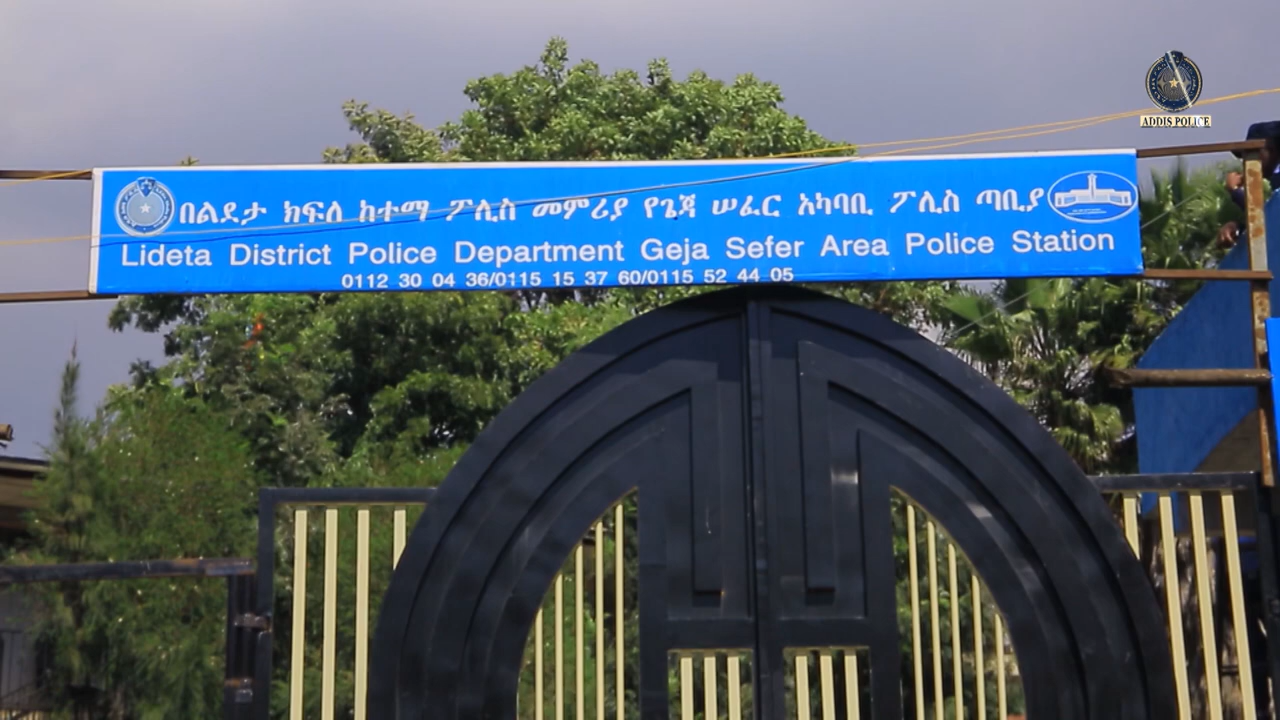 በልደታ ክፍለ ከተማ ፖሊስ መምሪያ የጌጃ ሠፈር አካባቢ ፖሊስ ጣቢያ
Lideta District Police Department Geja Sefer Area Police Station
0112 30 04 36/0115 15 37 60/0115 52 44 05
ADDIS POLICE